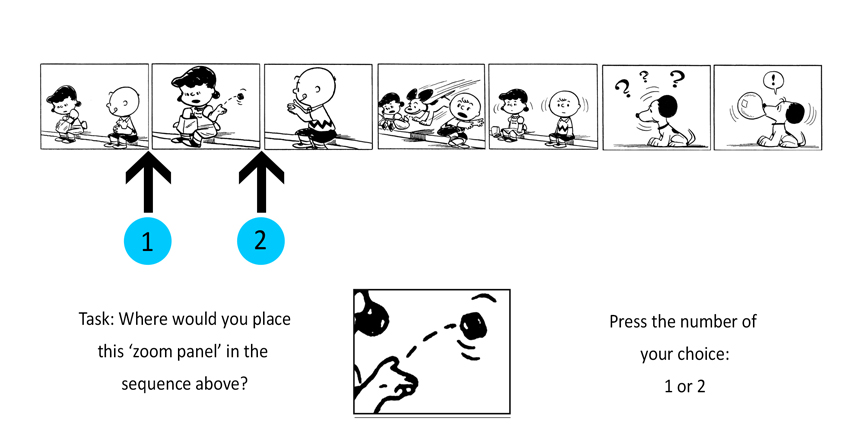 ? ? ?
!
1 2
Task: Where would you place
this ‘zoom panel’ in the
sequence above?
Press the number of
your choice:
1 or 2